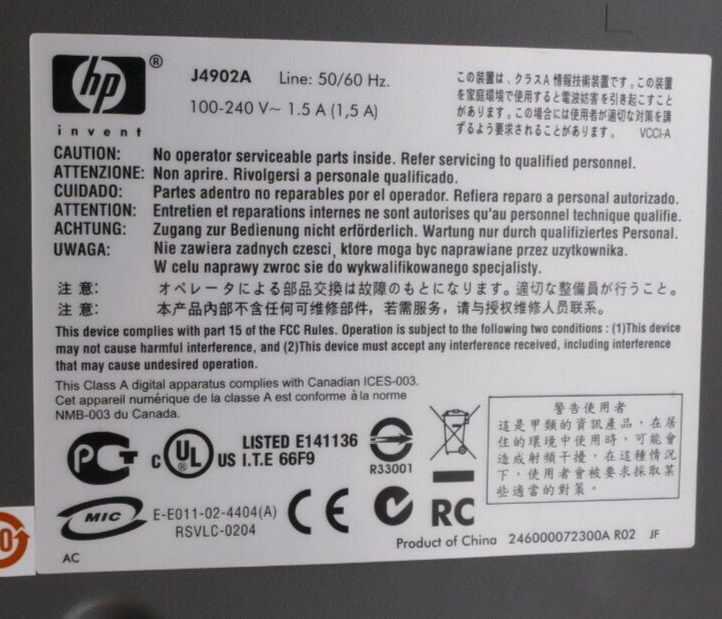 hp ®
invent
J4902A Line: 50/60 Hz.
100-240 V~ 1.5 A (1,5 A)
この装置は、クラスA 情報技術装置です。この装置
を家庭環境で使用すると電波妨害を引き起こすこと
があります。この場合には使用者が適切な対策を講
ずるよう要求されることがあります。 VCCI-A
CAUTION: No operator serviceable parts inside. Refer servicing to qualified personnel.
ATTENZIONE: Non aprire. Rivolgersi a personale qualificado.
CUIDADO: Partes adentro no reparables por el operador. Refiera reparo a personal autorizado.
ATTENTION: Entretien et reparations internes ne sont autorises qu'au personnel technique qualifie.
ACHTUNG: Zugang zur Bedienung nicht erförderlich. Wartung nur durch qualifiziertes Personal.
UWAGA: Nie zawiera zadnych czesci, ktore moga byc naprawiane przez uzytkownika.
W celu naprawy zwroc sie do wykwalifikowanego specjalisty.
注 意: オペレータによる部品交換は故障のもとになります。適切な整備員が行うこと。
注 意: 本产品内部不含任何可维修部件，若需服务，请与授权维修人员联系。
This device complies with part 15 of the FCC Rules. Operation is subject to the following two conditions : (1)This device
may not cause harmful interference, and (2)This device must accept any interference received, including interference
that may cause undesired operation.
This Class A digital apparatus complies with Canadian ICES-003.
Cet appareil numérique de la classe A est conforme à la norme
NMB-003 du Canada.
警告使用者
這是甲類的資訊產品，在居
住的環境中使用時，可能會
造成射頻干擾，在這種情況
下，使用者會被要求採取某
些適當的對策。
PCT
c UL US LISTED E141136
I.T.E 66F9
R33001
MIC E-E011-02-4404(A)
RSVLC-0204
CE
RC
AC
Product of China 246000072300A R02 JF